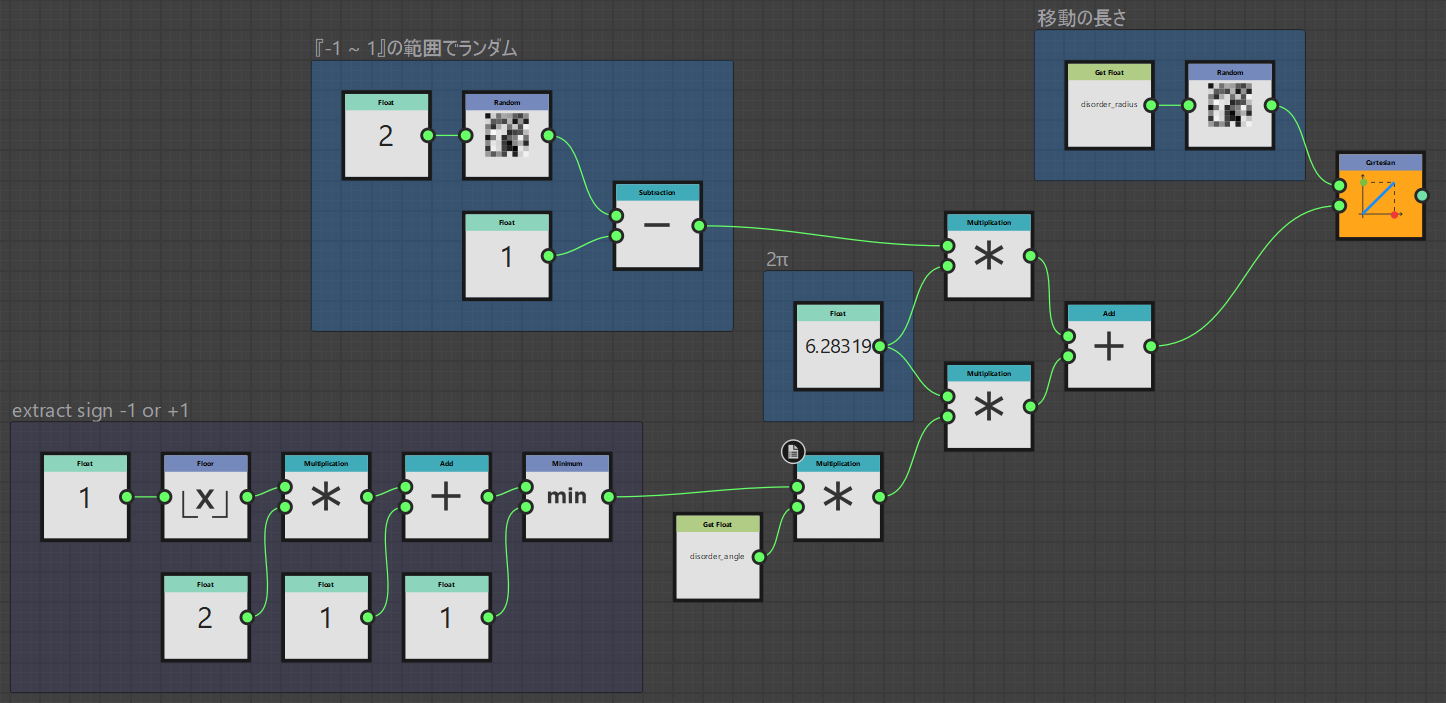 移動の長さ
『-1 ~ 1』の範囲でランダム
Get Float
disorder_radius
Random
Float
2
Random
Cartesian
Subtraction
Float
1
Multiplication
2π
Float
6.28319
Add
Multiplication
extract sign -1 or +1
Float
1
Floor
⌊X⌋
Multiplication
Add
Minimum
min
Multiplication
Get Float
disorder_angle
Float
2
Float
1
Float
1